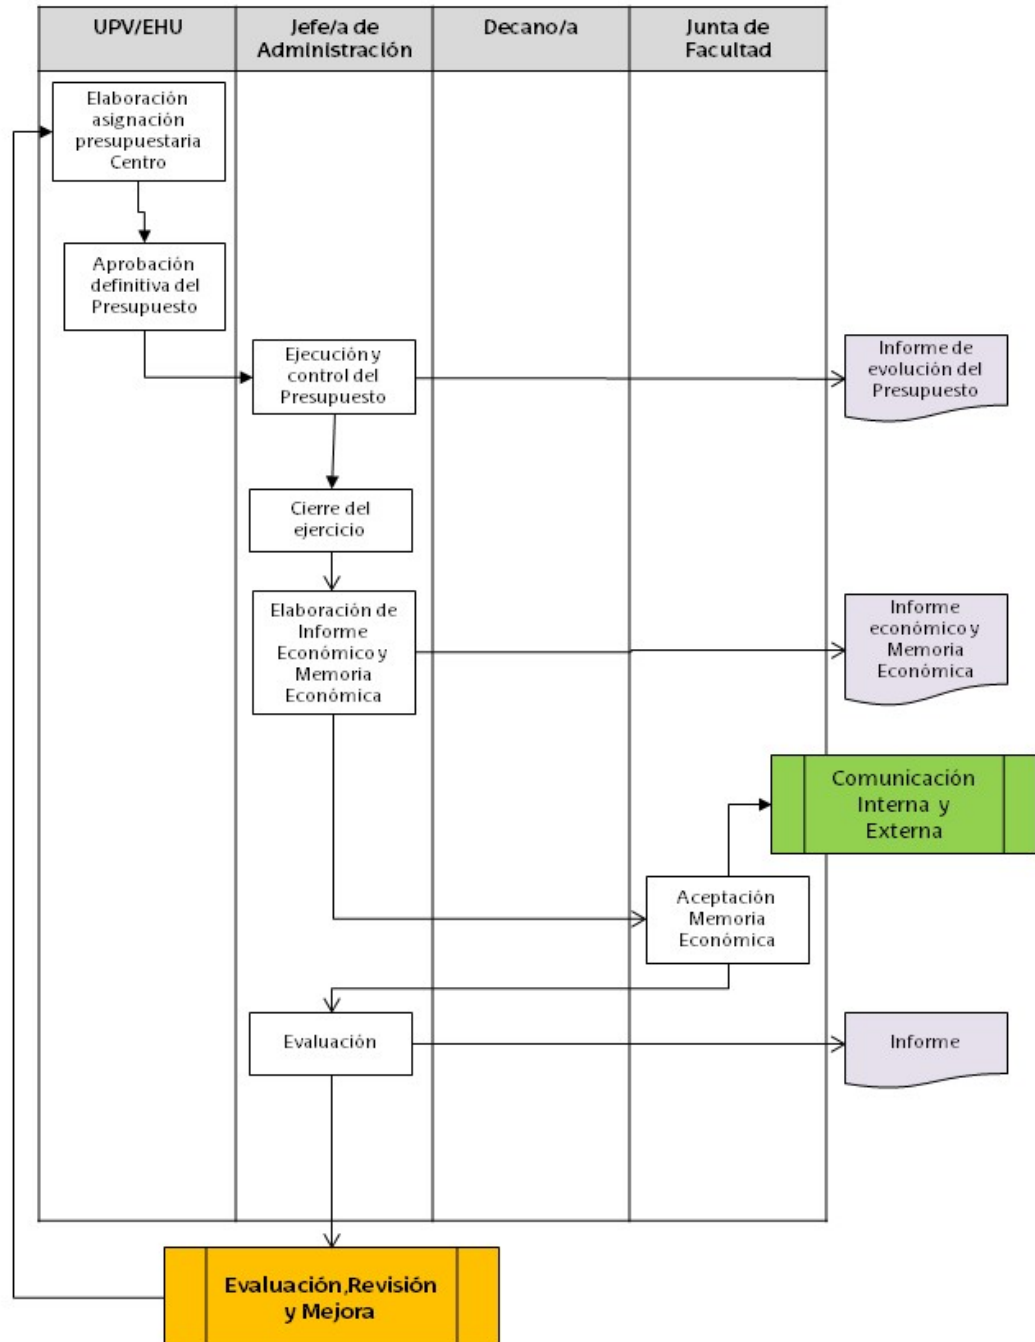 UPV/EHU
Jefe/a de
Administración
Decano/a
Junta de
Facultad
Elaboración
asignación
presupuestaria
Centro
Aprobación
definitiva del
Presupuesto
Ejecución y
control del
Presupuesto
Informe de
evolución del
Presupuesto
Cierre del
ejercicio
Elaboración de
Informe
Económico y
Memoria
Económica
Informe
económico y
Memoria
Económica
Comunicación
Interna y
Externa
Aceptación
Memoria
Económica
Evaluación
Informe
Evaluación,Revisión
y Mejora